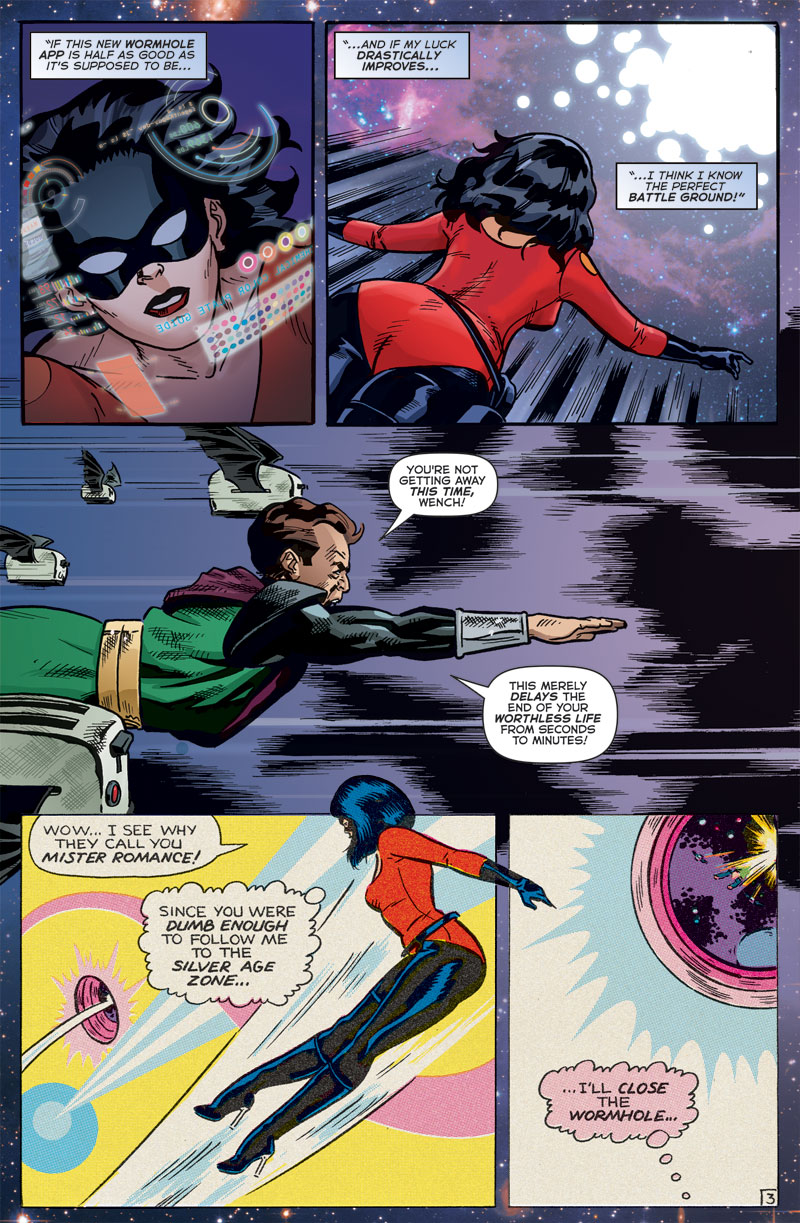 "IF THIS NEW WORMHOLE
APP IS HALF AS GOOD AS
IT'S SUPPOSED TO BE...
"...AND IF MY LUCK
DRASTICALLY
IMPROVES...
"...I THINK I KNOW
THE PERFECT
BATTLE GROUND!"
YOU'RE NOT
GETTING AWAY
THIS TIME,
WENCH!
THIS MERELY
DELAYS THE
END OF YOUR
WORTHLESS LIFE
FROM SECONDS
TO MINUTES!
WOW... I SEE WHY
THEY CALL YOU
MISTER ROMANCE!
SINCE YOU WERE
DUMB ENOUGH
TO FOLLOW ME
TO THE
SILVER AGE
ZONE...
...I'LL CLOSE
THE
WORMHOLE...
3